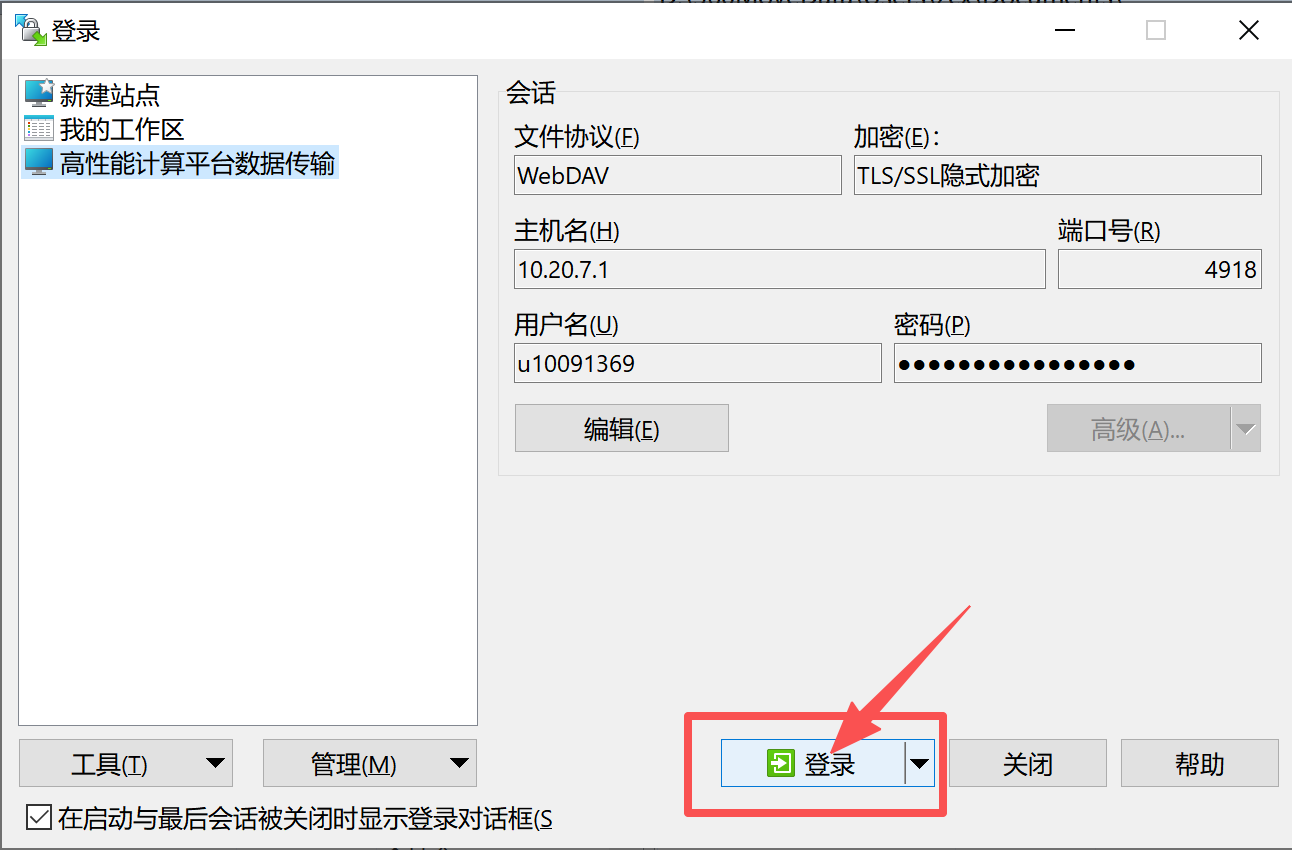 登录
新建站点
我的工作区
高性能计算平台数据传输
会话
文件协议(F) 加密(E):
WebDAV TLS/SSL隐式加密
主机名(H) 端口号(R)
10.20.7.1 4918
用户名(U) 密码(P)
u10091369 ●●●●●●●●●●●●●●●●
编辑(E) 高级(A)...
工具(T) 管理(M) 登录 关闭 帮助
在启动与最后会话被关闭时显示登录对话框(S